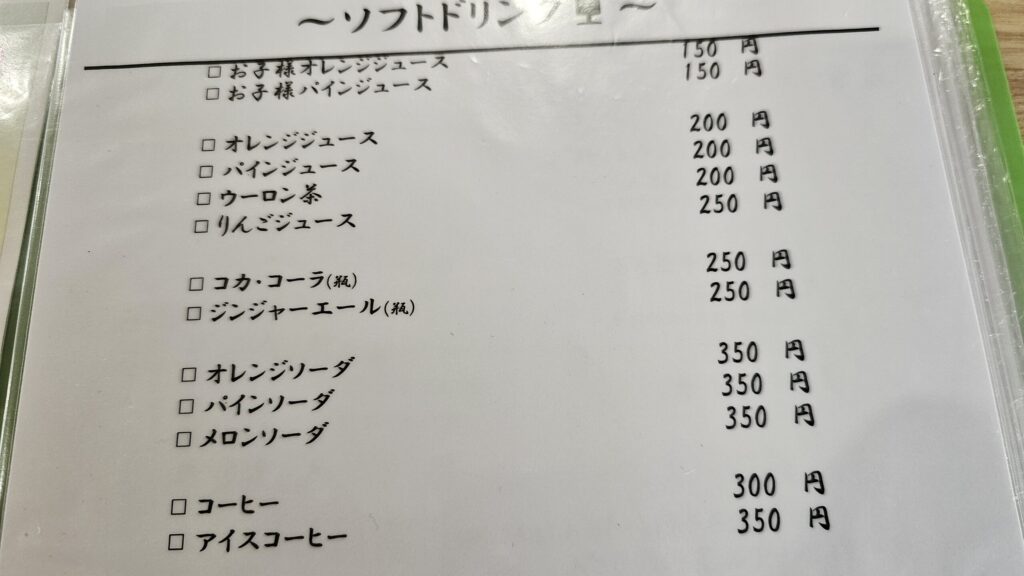 ～ソフトドリンク～
□ お子様オレンジジュース 150 円
□ お子様パインジュース 150 円
□ オレンジジュース 200 円
□ パインジュース 200 円
□ ウーロン茶 200 円
□ りんごジュース 250 円
□ コカ・コーラ(瓶) 250 円
□ ジンジャーエール(瓶) 250 円
□ オレンジソーダ 350 円
□ パインソーダ 350 円
□ メロンソーダ 350 円
□ コーヒー 300 円
□ アイスコーヒー 350 円